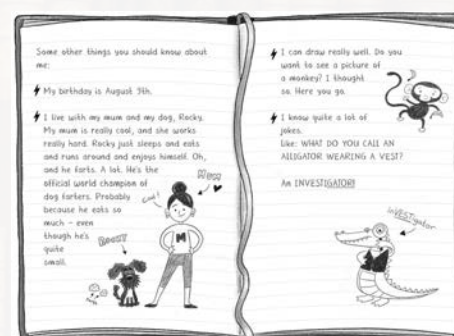 Some other things you should know about
me:
My birthday is August 9th.
I live with my mum and my dog, Rocky.
My mum is really cool, and she works
really hard. Rocky just sleeps and eats
and runs around and enjoys himself. Oh,
and he farts. A lot. He's the
official world champion of
dog farters. Probably
because he eats so
much – even
though he's
quite
small.
MUM
Cool!
M
ROCKY
farts
I can draw really well. Do you
want to see a picture of
a monkey? I thought
so. Here you go.
I know quite a lot of
jokes.
Like: WHAT DO YOU CALL AN
ALLIGATOR WEARING A VEST?
An INVESTIGATOR!
inVESTigator